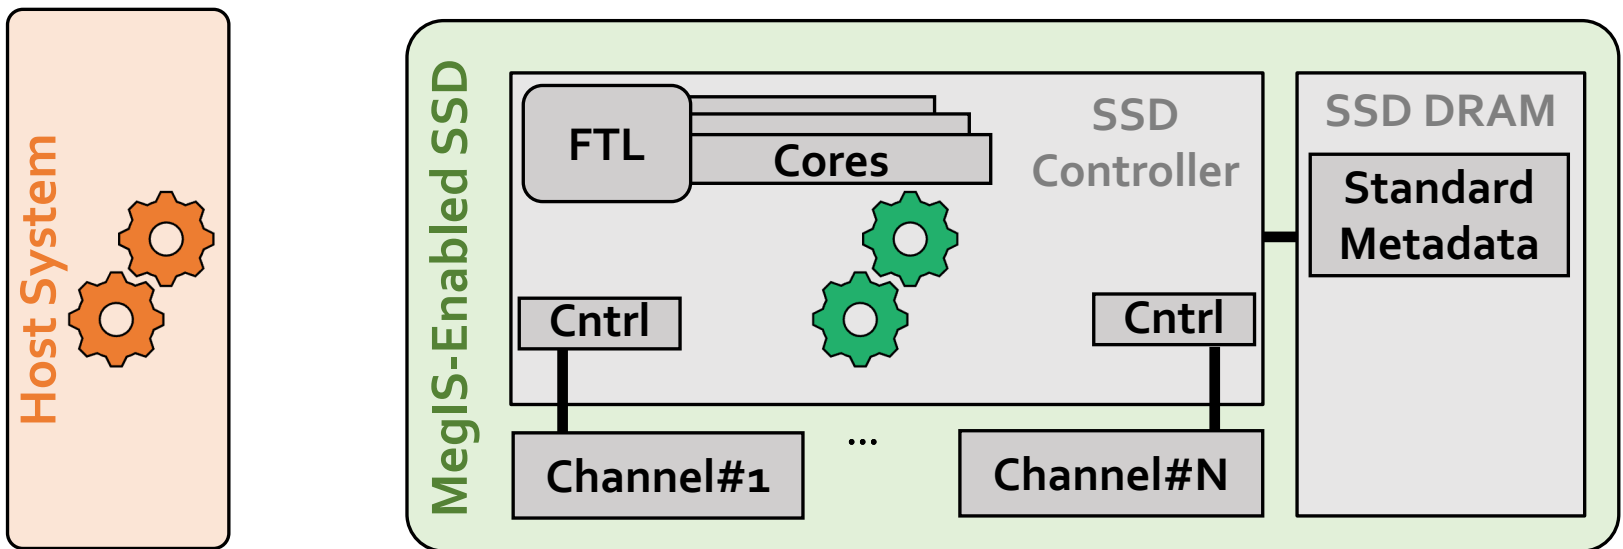 Host System
MegIS-Enabled SSD
FTL
Cores
SSD
Controller
SSD DRAM
Standard
Metadata
Cntrl
Cntrl
Channel#1
...
Channel#N